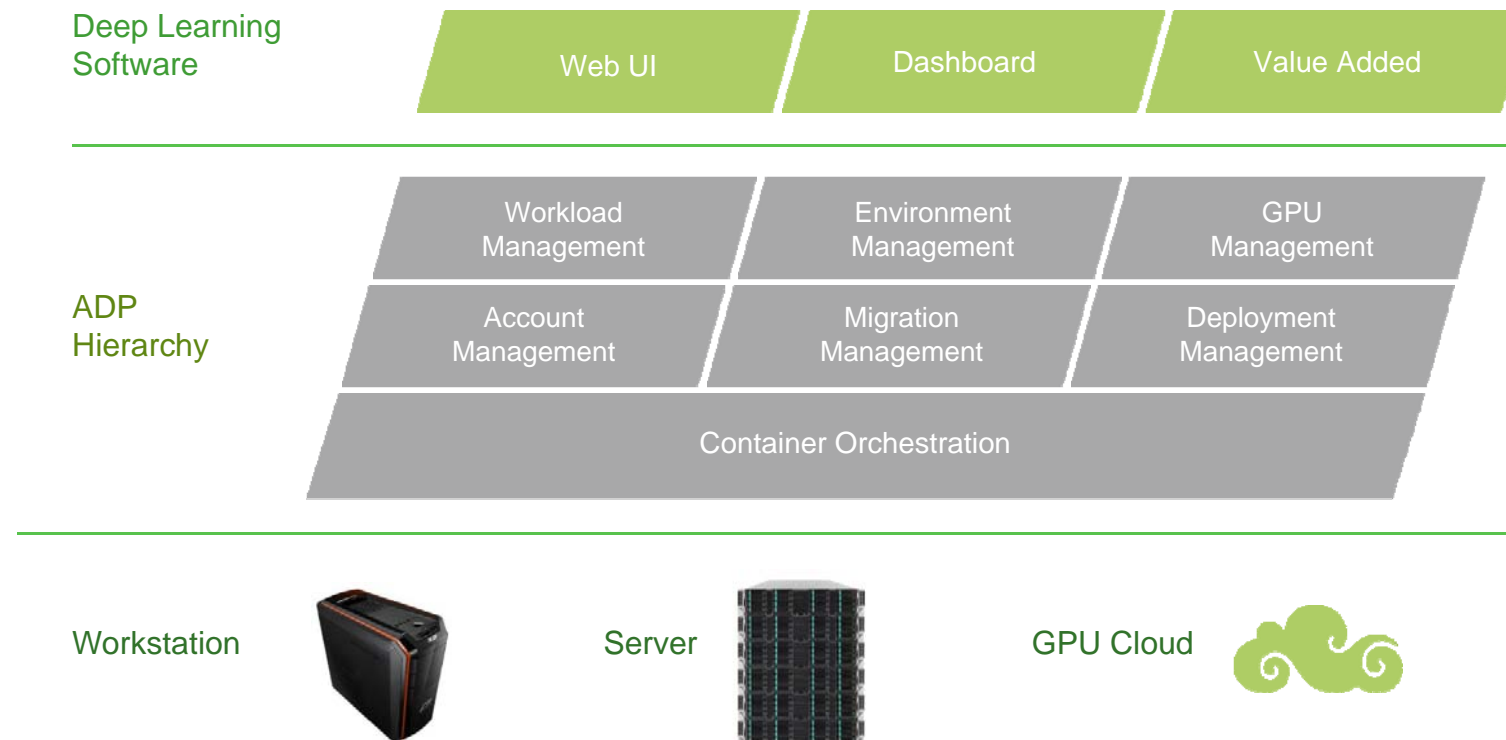 Deep Learning
Software
Web UI
Dashboard
Value Added
Workload
Management
Environment
Management
GPU
Management
ADP
Hierarchy
Account
Management
Migration
Management
Deployment
Management
Container Orchestration
Workstation
Server
GPU Cloud